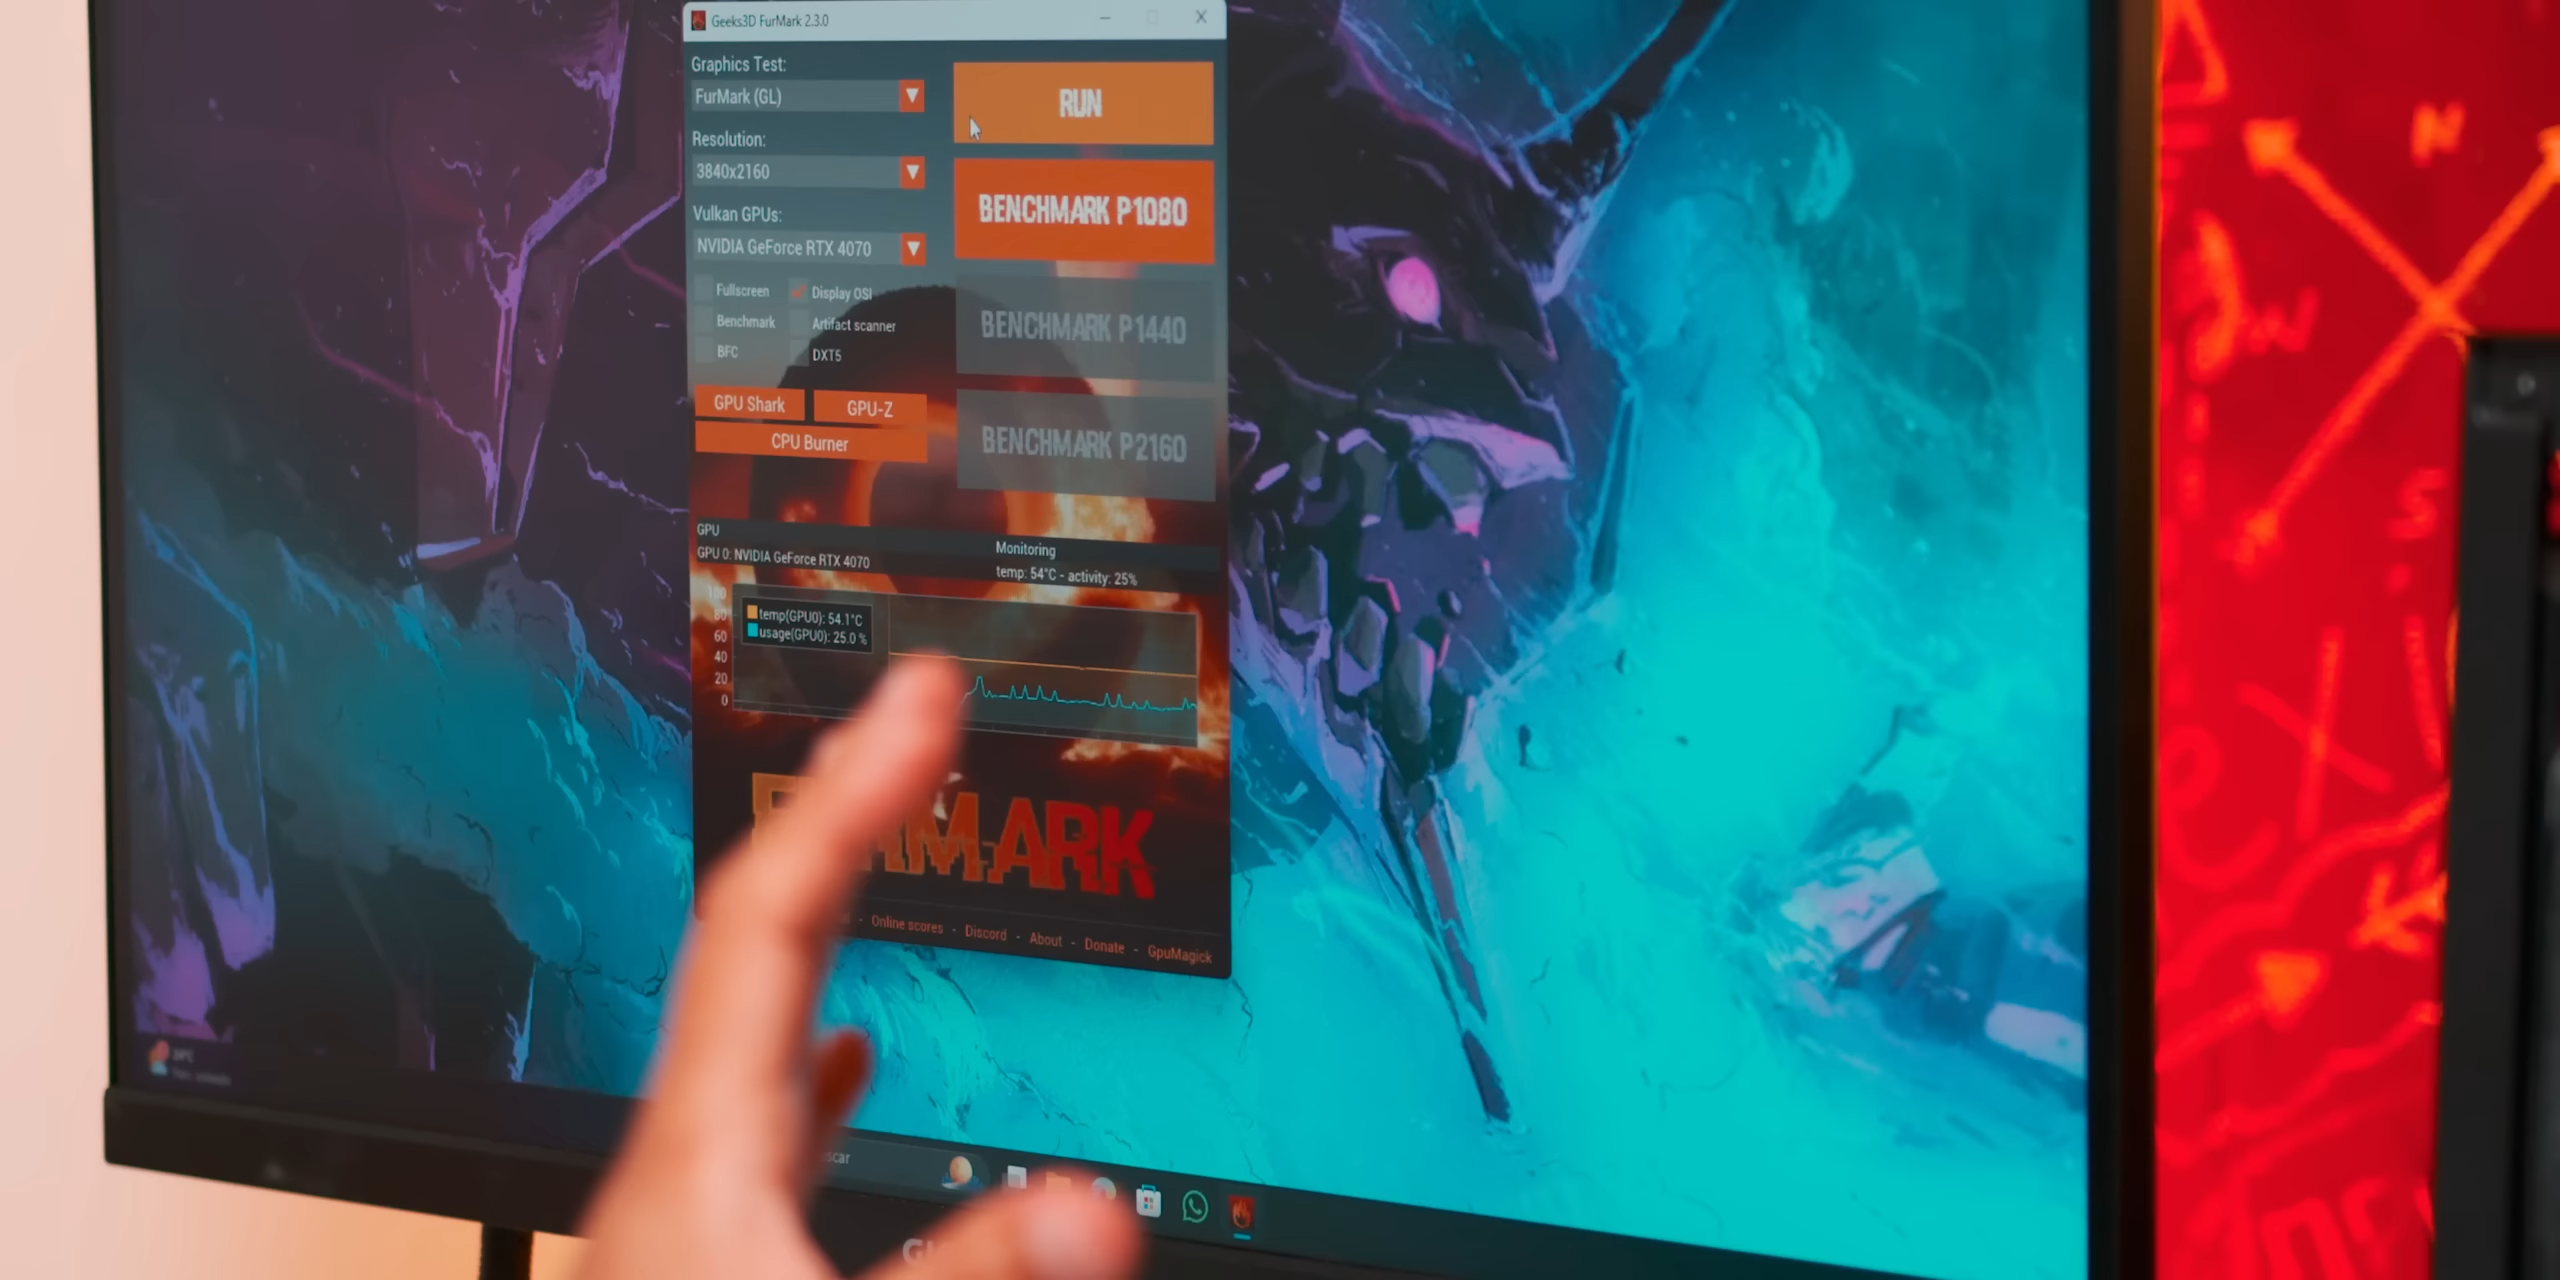 Geeks3D FurMark 2.3.0
Graphics Test:
FurMark (GL)
RUN
Resolution:
3840x2160
BENCHMARK P1080
Vulkan GPUs:
NVIDIA GeForce RTX 4070
Fullscreen
Display OSI
BENCHMARK P1440
Benchmark
Artifact scanner
BFC
DXT5
GPU Shark
GPU-Z
BENCHMARK P2160
CPU Burner
GPU
Monitoring
GPU 0: NVIDIA GeForce RTX 4070
temp: 54°C - activity: 25%
100
80
60
40
20
0
temp(GPU0): 54.1°C
usage(GPU0): 25.0 %
- Online scores - Discord - About - Donate - GpuMagick